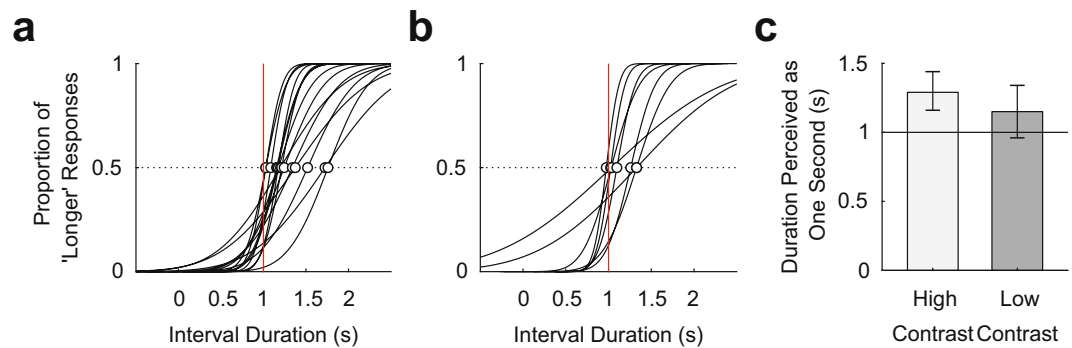 a
Proportion of
'Longer' Responses
1
0.5
0
0 0.5 1 1.5 2
Interval Duration (s)
b
1
0.5
0
0 0.5 1 1.5 2
Interval Duration (s)
c
Duration Perceived as
One Second (s)
1.5
1
0.5
0
High Low
Contrast Contrast